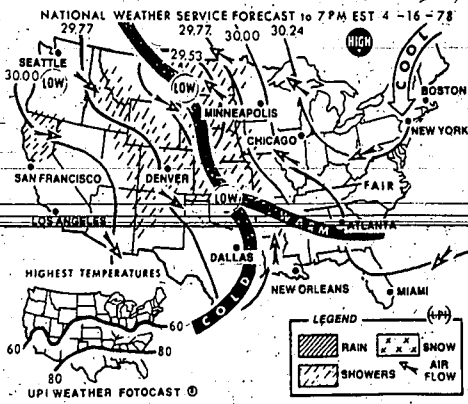 NATIONAL WEATHER SERVICE FORECAST to 7 PM EST 4-16-78
29.77
29.77
30.00
30.24
29.53
HIGH
COOL
SEATTLE
(LOW)
30.00
LOW
MINNEAPOLIS
BOSTON
NEW YORK
CHICAGO
SAN FRANCISCO
DENVER
FAIR
LOW
LOS ANGELES
WARM
ATLANTA
DALLAS
COLD
NEW ORLEANS
MIAMI
HIGHEST TEMPERATURES
60
60
80
80
UPI WEATHER FOTOCAST
LEGEND
(UPI)
RAIN
SNOW
SHOWERS
AIR FLOW